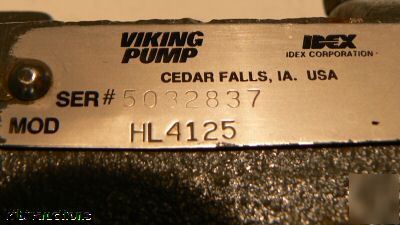 VIKING PUMP
IDEX
IDEX CORPORATION
CEDAR FALLS, IA. USA
SER# 5032837
MOD HL4125